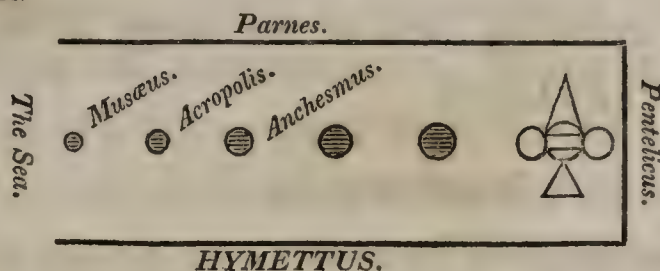 Parnes.
The Sea.
Musæus.
Acropolis.
Anchesmus.
Pentelicus.
HYMETTUS.